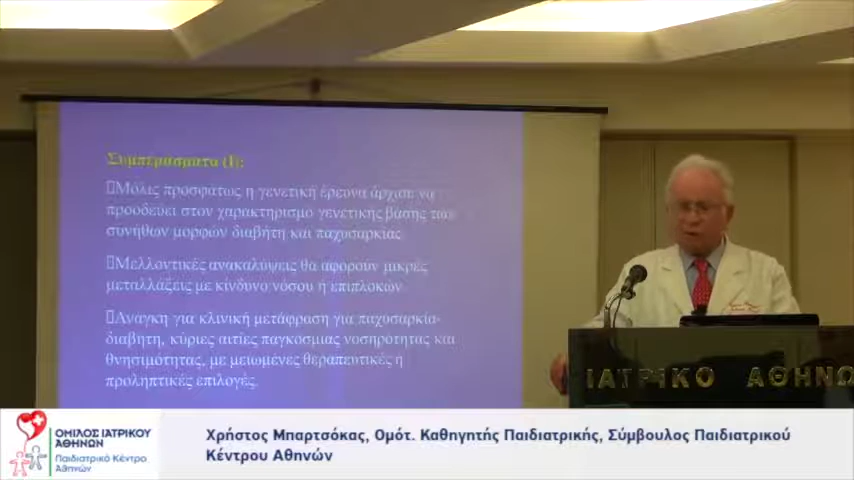 Συμπεράσματα (Ι):
Μόλις προσφάτως η γενετική έρευνα άρχισε να
προοδεύει στον χαρακτηρισμό γενετικής βάσης των
συνήθων μορφών διαβήτη και παχυσαρκίας
Μελλοντικές ανακαλύψεις θα αφορούν μικρές
μεταλλάξεις με κίνδυνο νόσου ή επιπλοκών
Ανάγκη για κλινική μετάφραση για παχυσαρκία-
διαβήτη, κύριες αιτίες παγκόσμιας νοσηρότητας και
θνησιμότητας, με μειωμένες θεραπευτικές ή
προληπτικές επιλογές.
ΙΑΤΡΙΚΟ ΑΘΗΝΩ
ΟΜΙΛΟΣ ΙΑΤΡΙΚΟΥ
ΑΘΗΝΩΝ
Παιδιατρικό Κέντρο
Αθηνών
Χρήστος Μπαρτσόκας, Ομότ. Καθηγητής Παιδιατρικής, Σύμβουλος Παιδιατρικού
Κέντρου Αθηνών